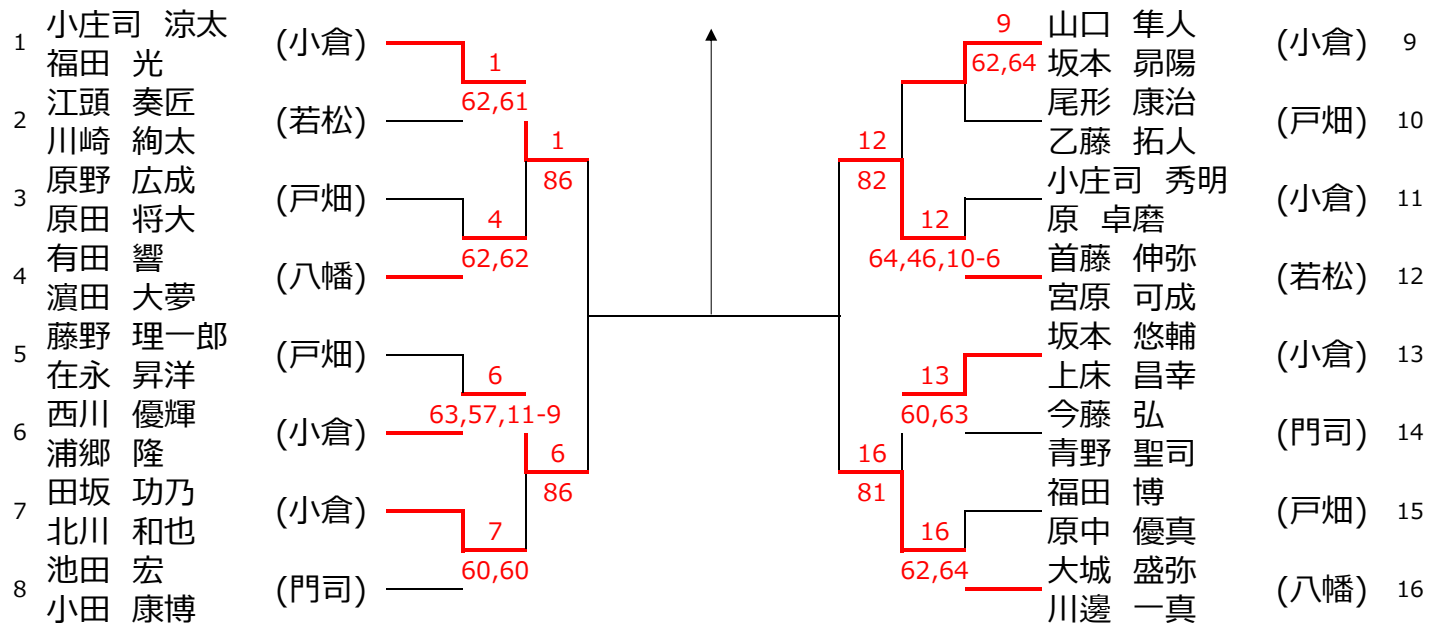 1 小庄司 涼太 (小倉)
福田 光
1
62,61
2 江頭 奏匠 (若松)
川崎 絢太
1
86
3 原野 広成 (戸畑)
原田 将大
4
62,62
4 有田 響 (八幡)
濵田 大夢
5 藤野 理一郎 (戸畑)
在永 昇洋
6
63,57,11-9
6 西川 優輝 (小倉)
浦郷 隆
6
86
7 田坂 功乃 (小倉)
北川 和也
7
60,60
8 池田 宏 (門司)
小田 康博
9
62,64
山口 隼人 (小倉) 9
坂本 昴陽
尾形 康治 (戸畑) 10
乙藤 拓人
12
82
小庄司 秀明 (小倉) 11
原 卓磨
12
64,46,10-6
首藤 伸弥 (若松) 12
宮原 可成
坂本 悠輔 (小倉) 13
上床 昌幸
13
60,63
今藤 弘 (門司) 14
青野 聖司
16
81
福田 博 (戸畑) 15
原中 優真
16
62,64
大城 盛弥 (八幡) 16
川邊 一真